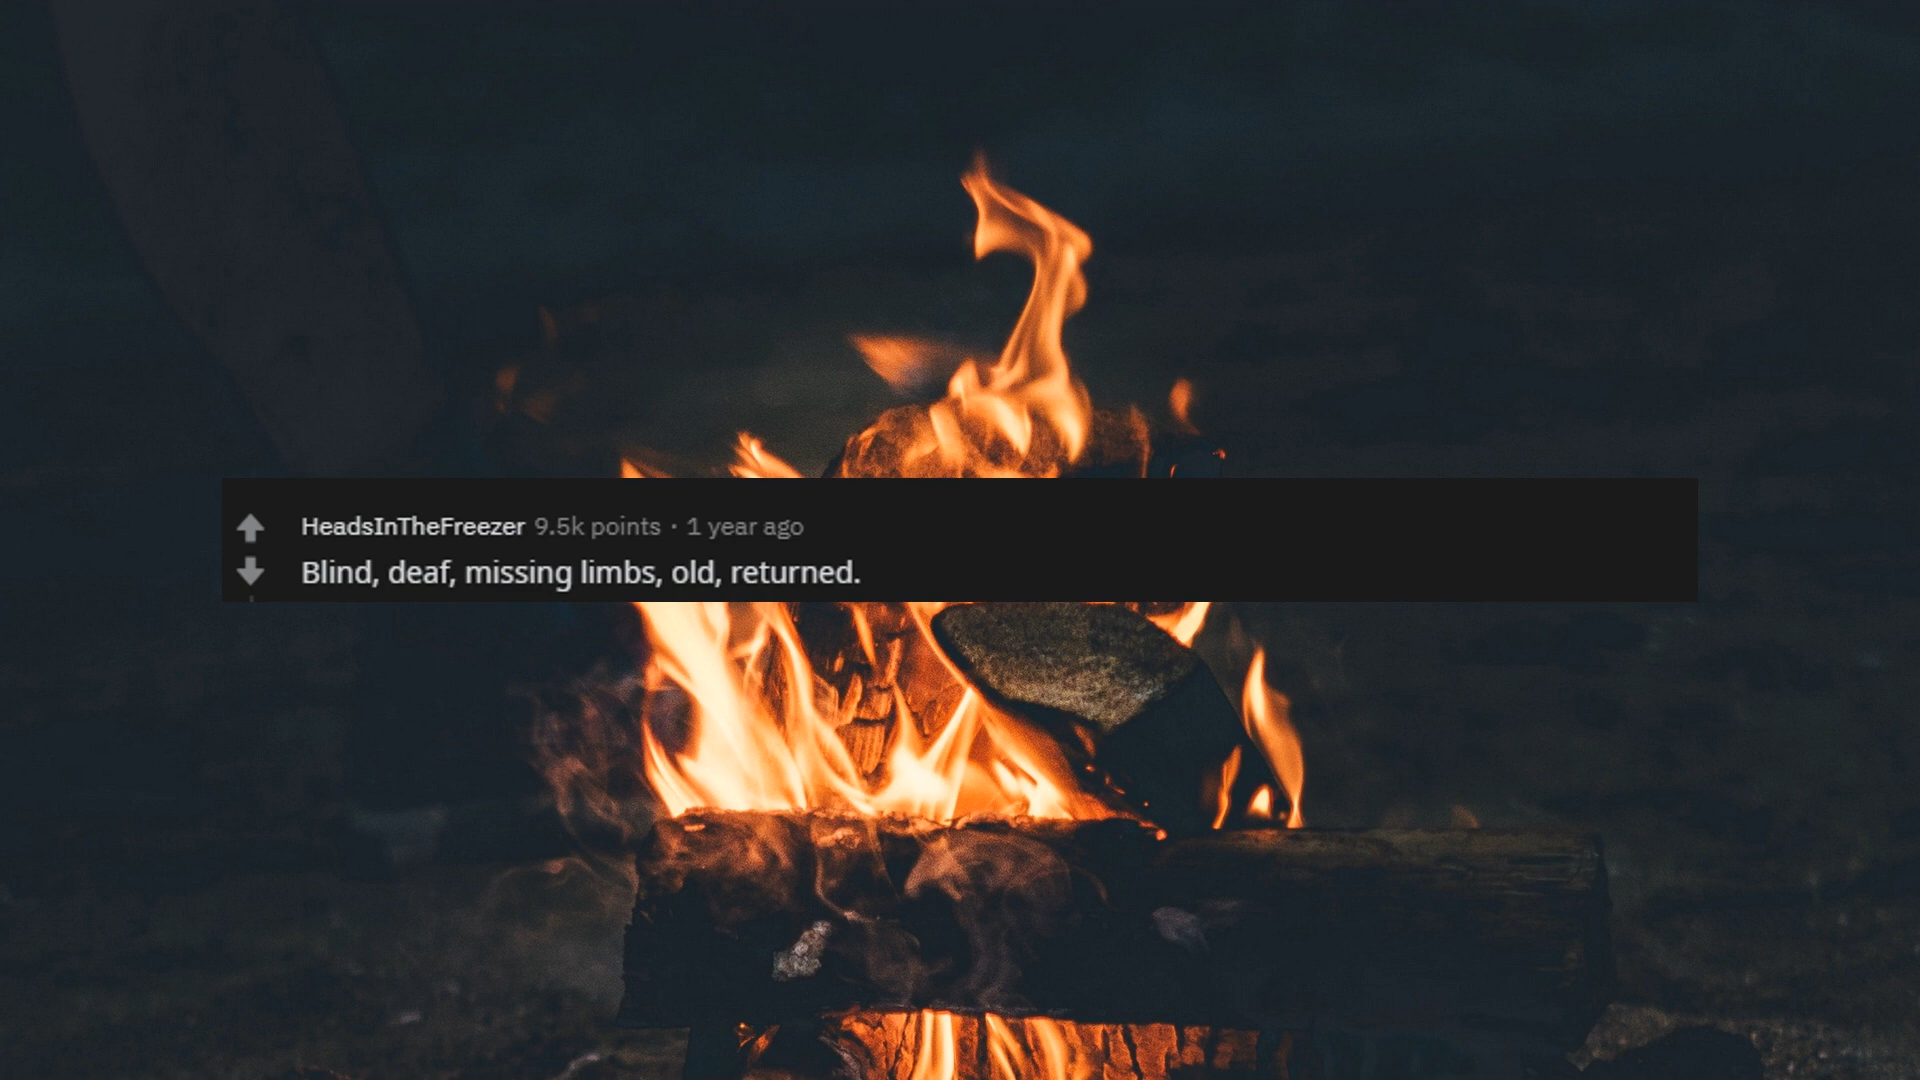 HeadsInTheFreezer 9.5k points · 1 year ago
Blind, deaf, missing limbs, old, returned.